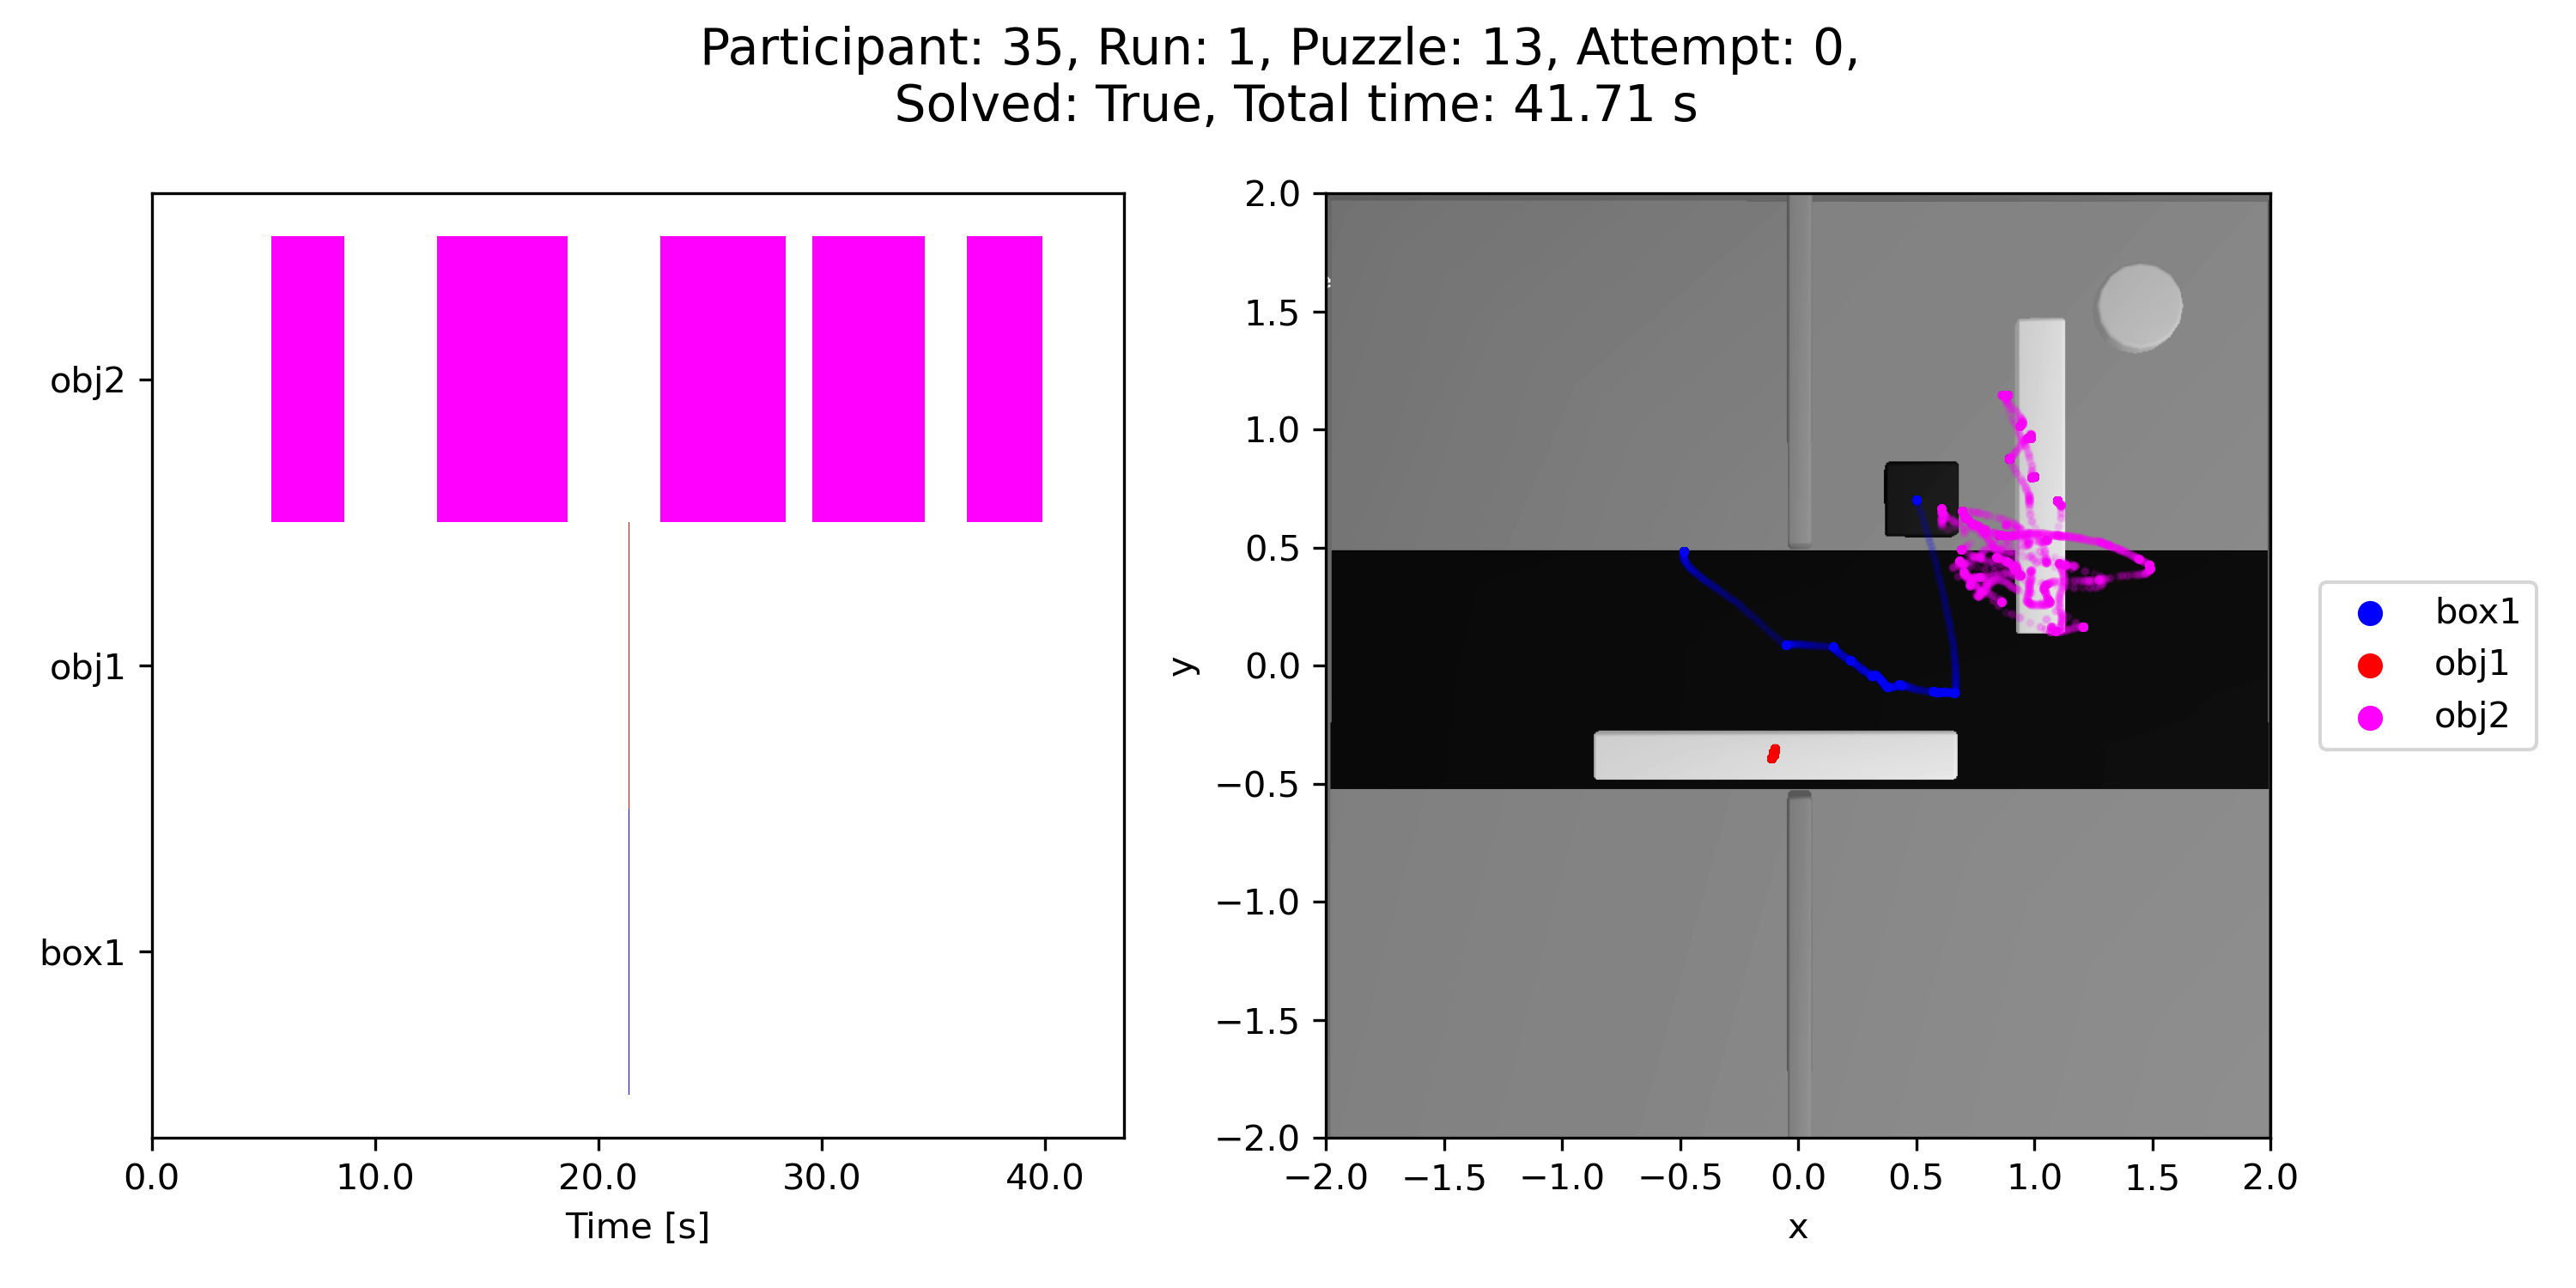 Participant: 35, Run: 1, Puzzle: 13, Attempt: 0,
Solved: True, Total time: 41.71 s
obj2
obj1
box1
0.0 10.0 20.0 30.0 40.0
Time [s]
2.0
1.5
1.0
0.5
0.0
−0.5
−1.0
−1.5
−2.0
y
−2.0 −1.5 −1.0 −0.5 0.0 0.5 1.0 1.5 2.0
x
box1
obj1
obj2